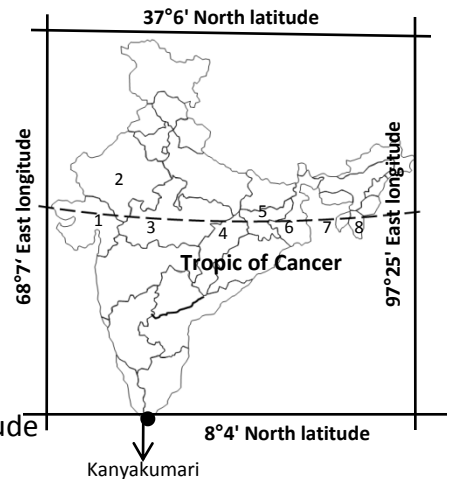 37°6' North latitude
68°7‘ East longitude
97°25' East longitude
2
1
3
4
5
6
7
8
Tropic of Cancer
ude
8°4' North latitude
Kanyakumari